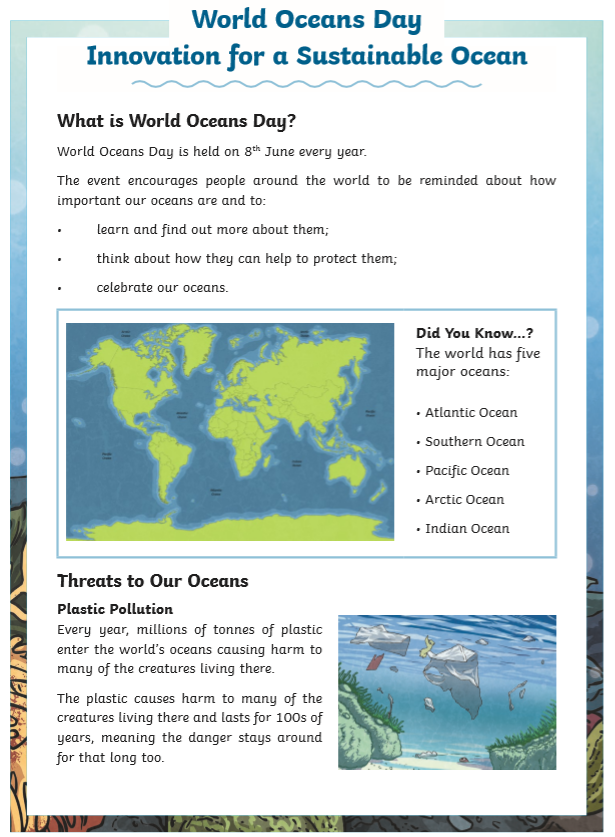 World Oceans Day
Innovation for a Sustainable Ocean
What is World Oceans Day?
World Oceans Day is held on 8th June every year.
The event encourages people around the world to be reminded about how
important our oceans are and to:
• learn and find out more about them;
• think about how they can help to protect them;
• celebrate our oceans.
Did You Know...?
The world has five
major oceans:
• Atlantic Ocean
• Southern Ocean
• Pacific Ocean
• Arctic Ocean
• Indian Ocean
Threats to Our Oceans
Plastic Pollution
Every year, millions of tonnes of plastic
enter the world's oceans causing harm to
many of the creatures living there.
The plastic causes harm to many of the
creatures living there and lasts for 100s of
years, meaning the danger stays around
for that long too.